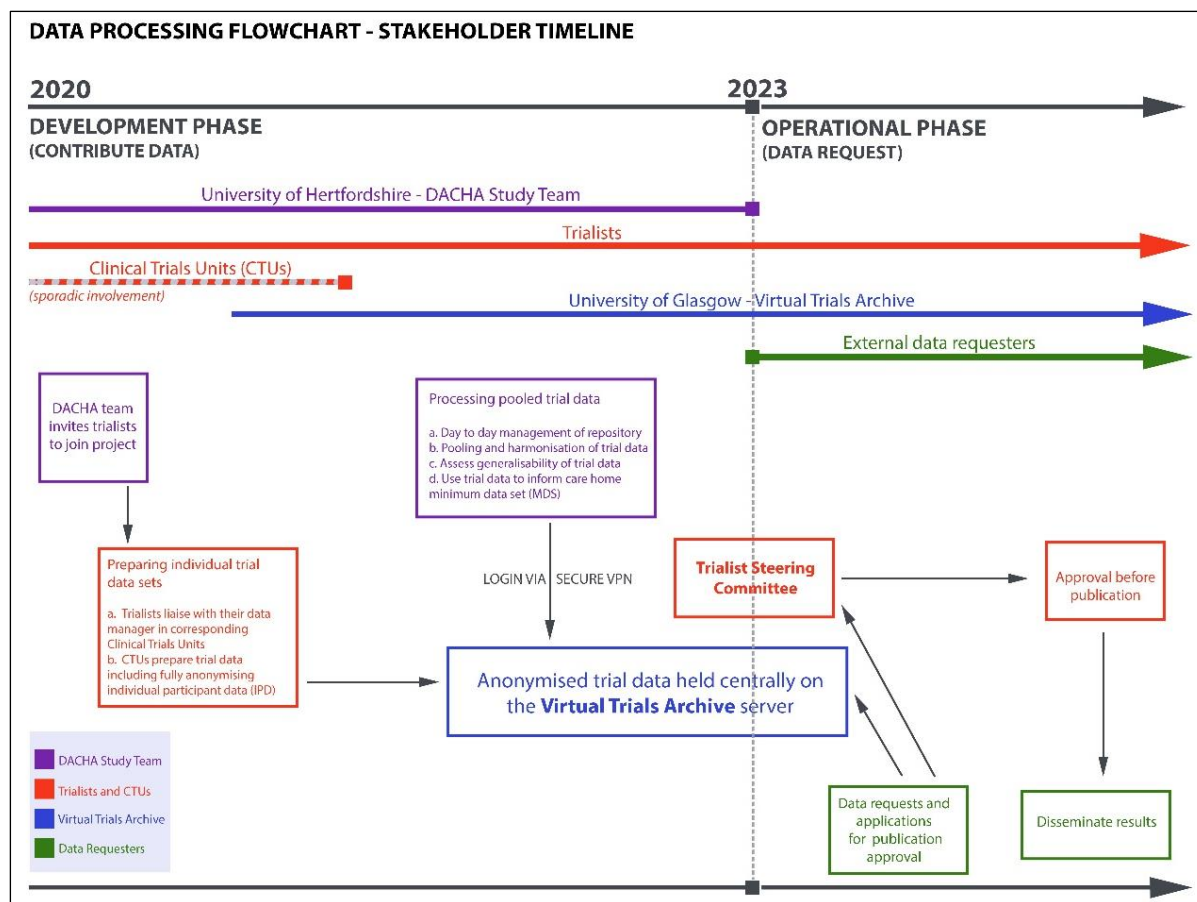 DATA PROCESSING FLOWCHART - STAKEHOLDER TIMELINE
2020
2023
DEVELOPMENT PHASE
(CONTRIBUTE DATA)
OPERATIONAL PHASE
(DATA REQUEST)
University of Hertfordshire - DACHA Study Team
Trialists
Clinical Trials Units (CTUs)
(sporadic involvement)
University of Glasgow - Virtual Trials Archive
External data requesters
DACHA team
invites trialists
to join project
Processing pooled trial data
a. Day to day management of repository
b. Pooling and harmonisation of trial data
c. Assess generalisability of trial data
d. Use trial data to inform care home
minimum data set (MDS)
Preparing individual trial
data sets
a. Trialists liaise with their data
manager in corresponding
Clinical Trials Units
b. CTUs prepare trial data
including fully anonymising
individual participant data (IPD)
LOGIN VIA SECURE VPN
Trialist Steering
Committee
Approval before
publication
Anonymised trial data held centrally on
the Virtual Trials Archive server
DACHA Study Team
Trialists and CTUs
Virtual Trials Archive
Data Requesters
Data requests and
applications
for publication
approval
Disseminate results